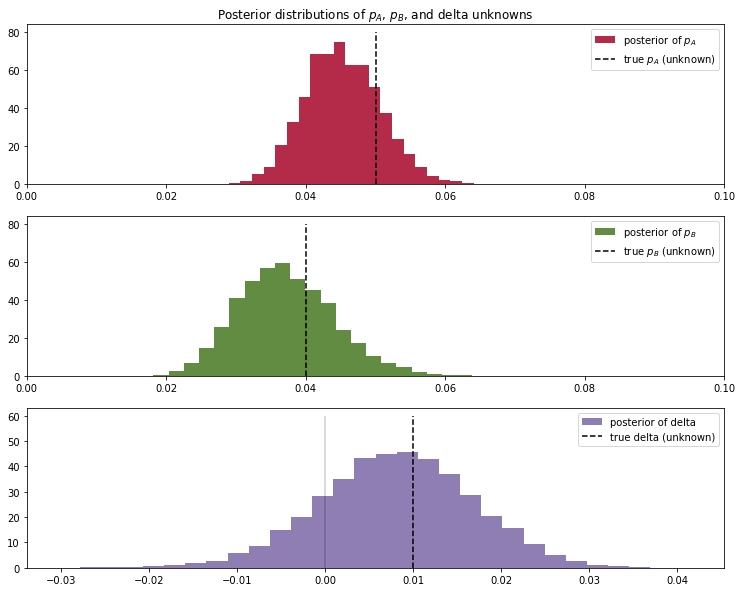 Posterior distributions of p_A, p_B, and delta unknowns
80
60
40
20
0
posterior of p_A
true p_A (unknown)
0.00 0.02 0.04 0.06 0.08 0.10
80
60
40
20
0
posterior of p_B
true p_B (unknown)
0.00 0.02 0.04 0.06 0.08 0.10
60
50
40
30
20
10
0
posterior of delta
true delta (unknown)
−0.03 −0.02 −0.01 0.00 0.01 0.02 0.03 0.04